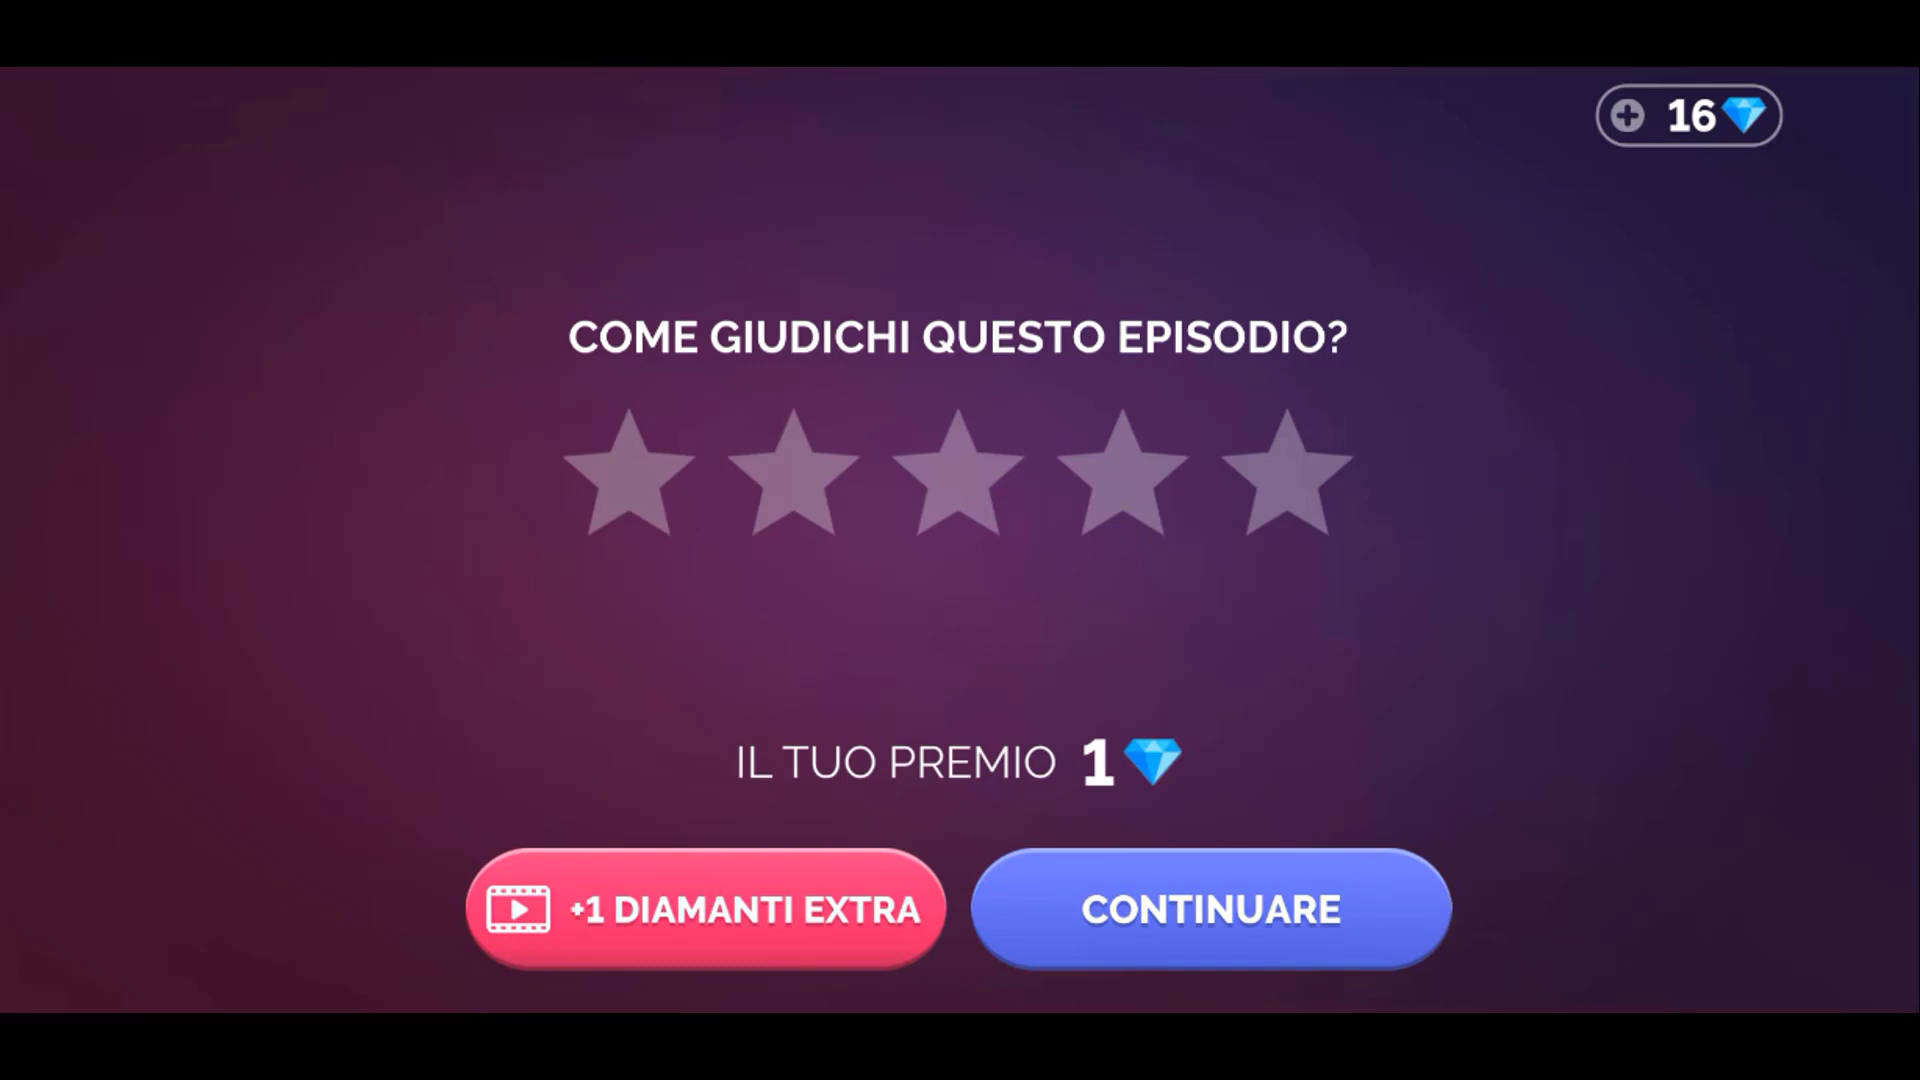 16
COME GIUDICHI QUESTO EPISODIO?
IL TUO PREMIO 1
+1 DIAMANTI EXTRA
CONTINUARE